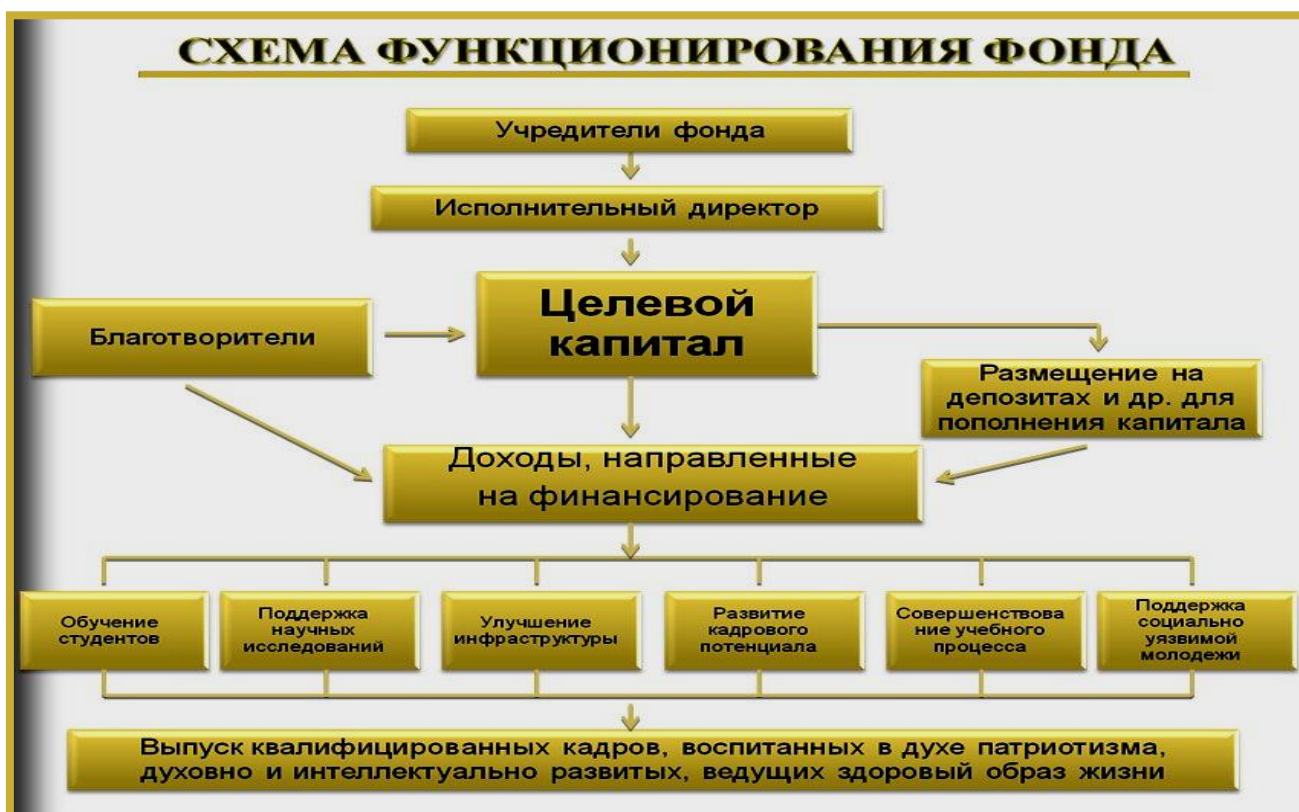 СХЕМА ФУНКЦИОНИРОВАНИЯ ФОНДА
Учредители фонда
Исполнительный директор
Целевой
капитал
Благотворители
Размещение на
депозитах и др. для
пополнения капитала
Доходы, направленные
на финансирование
Обучение
студентов
Поддержка
научных
исследований
Улучшение
инфраструктуры
Развитие
кадрового
потенциала
Совершенствова
ние учебного
процесса
Поддержка
социально
уязвимой
молодежи
Выпуск квалифицированных кадров, воспитанных в духе патриотизма,
духовно и интеллектуально развитых, ведущих здоровый образ жизни